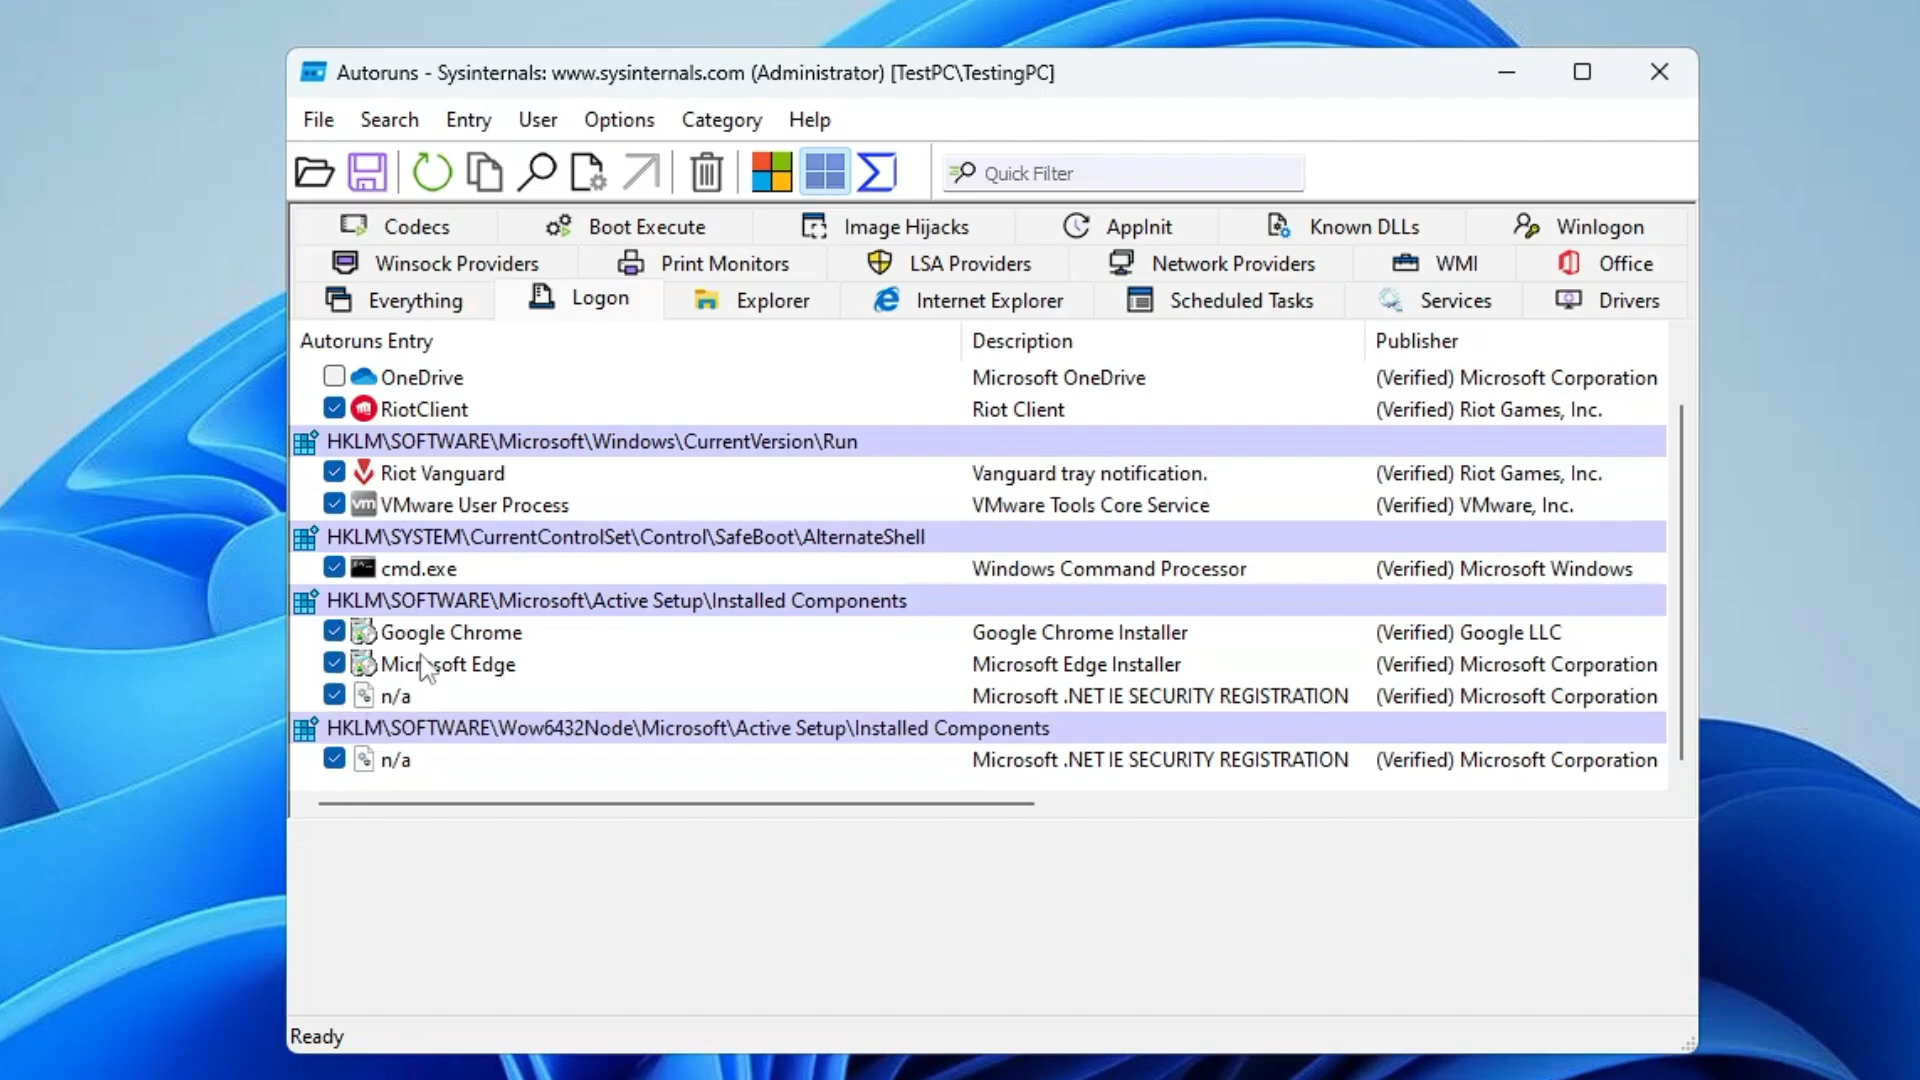 Autoruns - Sysinternals: www.sysinternals.com (Administrator) [TestPC\TestingPC]
File Search Entry User Options Category Help
Quick Filter
Codecs Boot Execute Image Hijacks AppInit Known DLLs Winlogon
Winsock Providers Print Monitors LSA Providers Network Providers WMI Office
Everything Logon Explorer Internet Explorer Scheduled Tasks Services Drivers
Autoruns Entry Description Publisher
OneDrive Microsoft OneDrive (Verified) Microsoft Corporation
RiotClient Riot Client (Verified) Riot Games, Inc.
HKLM\SOFTWARE\Microsoft\Windows\CurrentVersion\Run
Riot Vanguard Vanguard tray notification. (Verified) Riot Games, Inc.
vm VMware User Process VMware Tools Core Service (Verified) VMware, Inc.
HKLM\SYSTEM\CurrentControlSet\Control\SafeBoot\AlternateShell
cmd.exe Windows Command Processor (Verified) Microsoft Windows
HKLM\SOFTWARE\Microsoft\Active Setup\Installed Components
Google Chrome Google Chrome Installer (Verified) Google LLC
Microsoft Edge Microsoft Edge Installer (Verified) Microsoft Corporation
n/a Microsoft .NET IE SECURITY REGISTRATION (Verified) Microsoft Corporation
HKLM\SOFTWARE\Wow6432Node\Microsoft\Active Setup\Installed Components
n/a Microsoft .NET IE SECURITY REGISTRATION (Verified) Microsoft Corporation
Ready